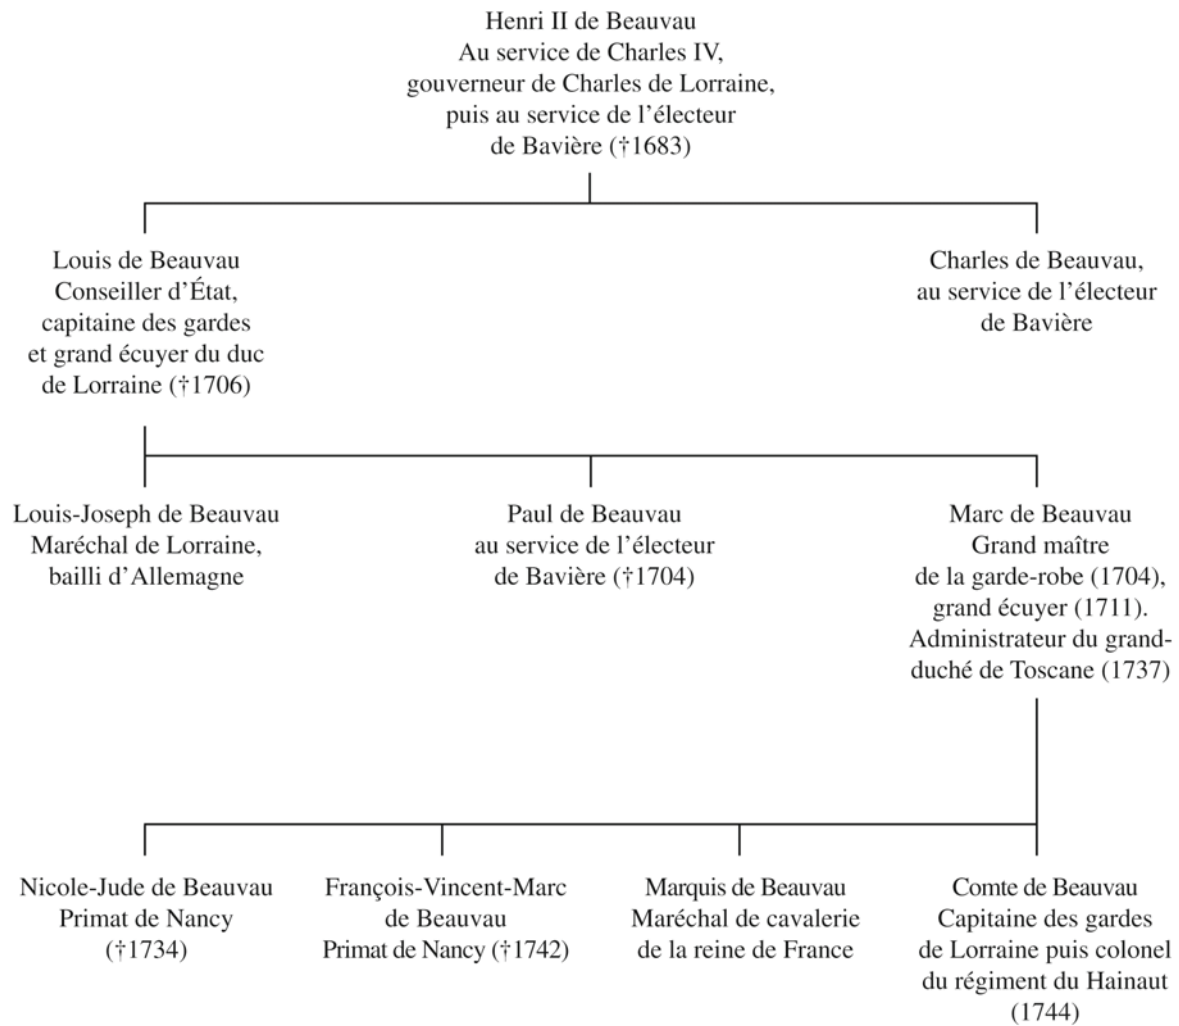 Henri II de Beauvau
Au service de Charles IV,
gouverneur de Charles de Lorraine,
puis au service de l’électeur
de Bavière (†1683)
Louis de Beauvau
Conseiller d’État,
capitaine des gardes
et grand écuyer du duc
de Lorraine (†1706)
Charles de Beauvau,
au service de l’électeur
de Bavière
Louis-Joseph de Beauvau
Maréchal de Lorraine,
bailli d’Allemagne
Paul de Beauvau
au service de l’électeur
de Bavière (†1704)
Marc de Beauvau
Grand maître
de la garde-robe (1704),
grand écuyer (1711).
Administrateur du grand-
duché de Toscane (1737)
Nicole-Jude de Beauvau
Primat de Nancy
(†1734)
François-Vincent-Marc
de Beauvau
Primat de Nancy (†1742)
Marquis de Beauvau
Maréchal de cavalerie
de la reine de France
Comte de Beauvau
Capitaine des gardes
de Lorraine puis colonel
du régiment du Hainaut
(1744)